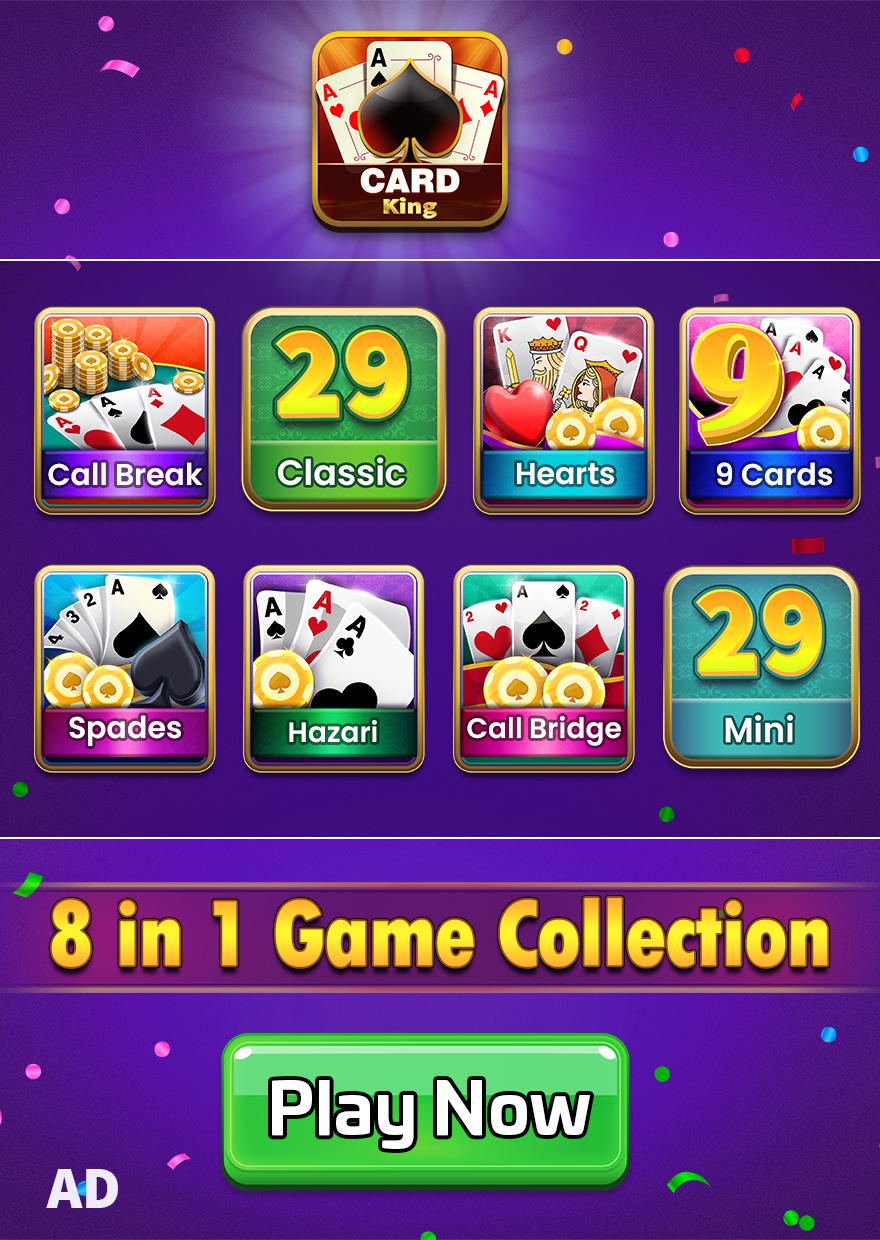 CARD
King
29
9
Call Break
Classic
Hearts
9 Cards
29
Spades
Hazari
Call Bridge
Mini
8 in 1 Game Collection
Play Now
AD